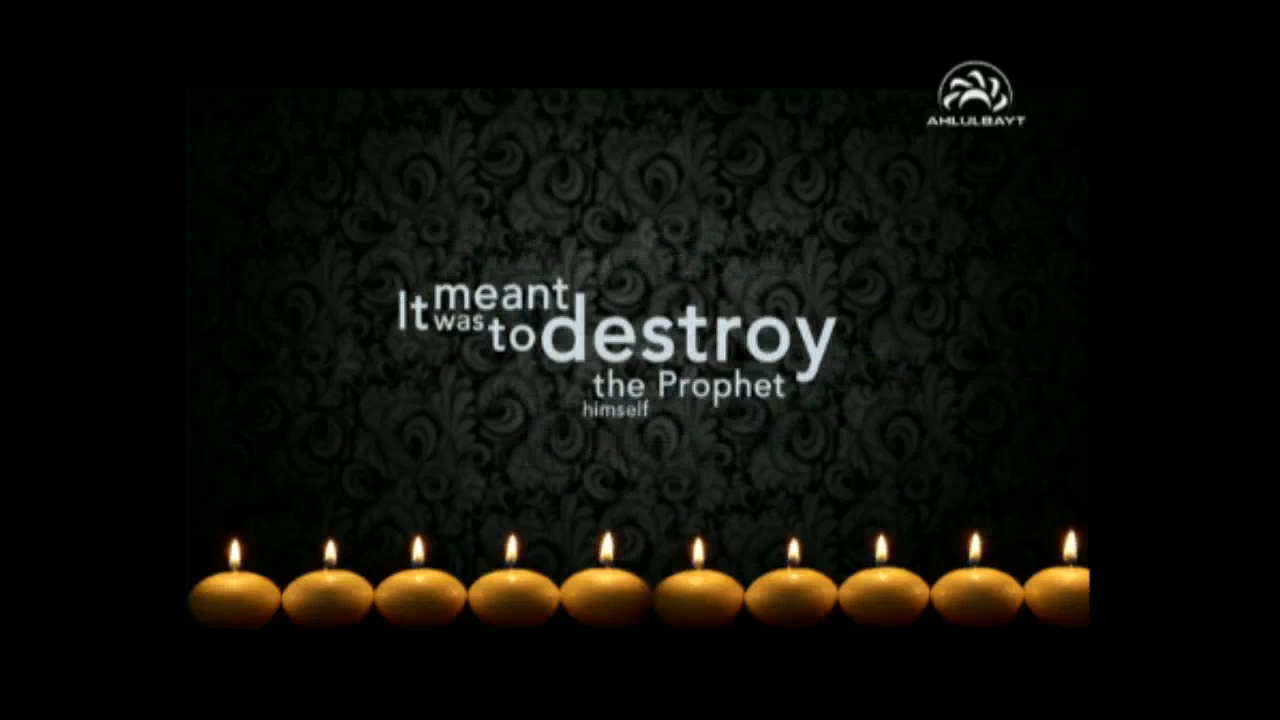 AHLULBAYT
It was meant
to destroy
the Prophet
himself